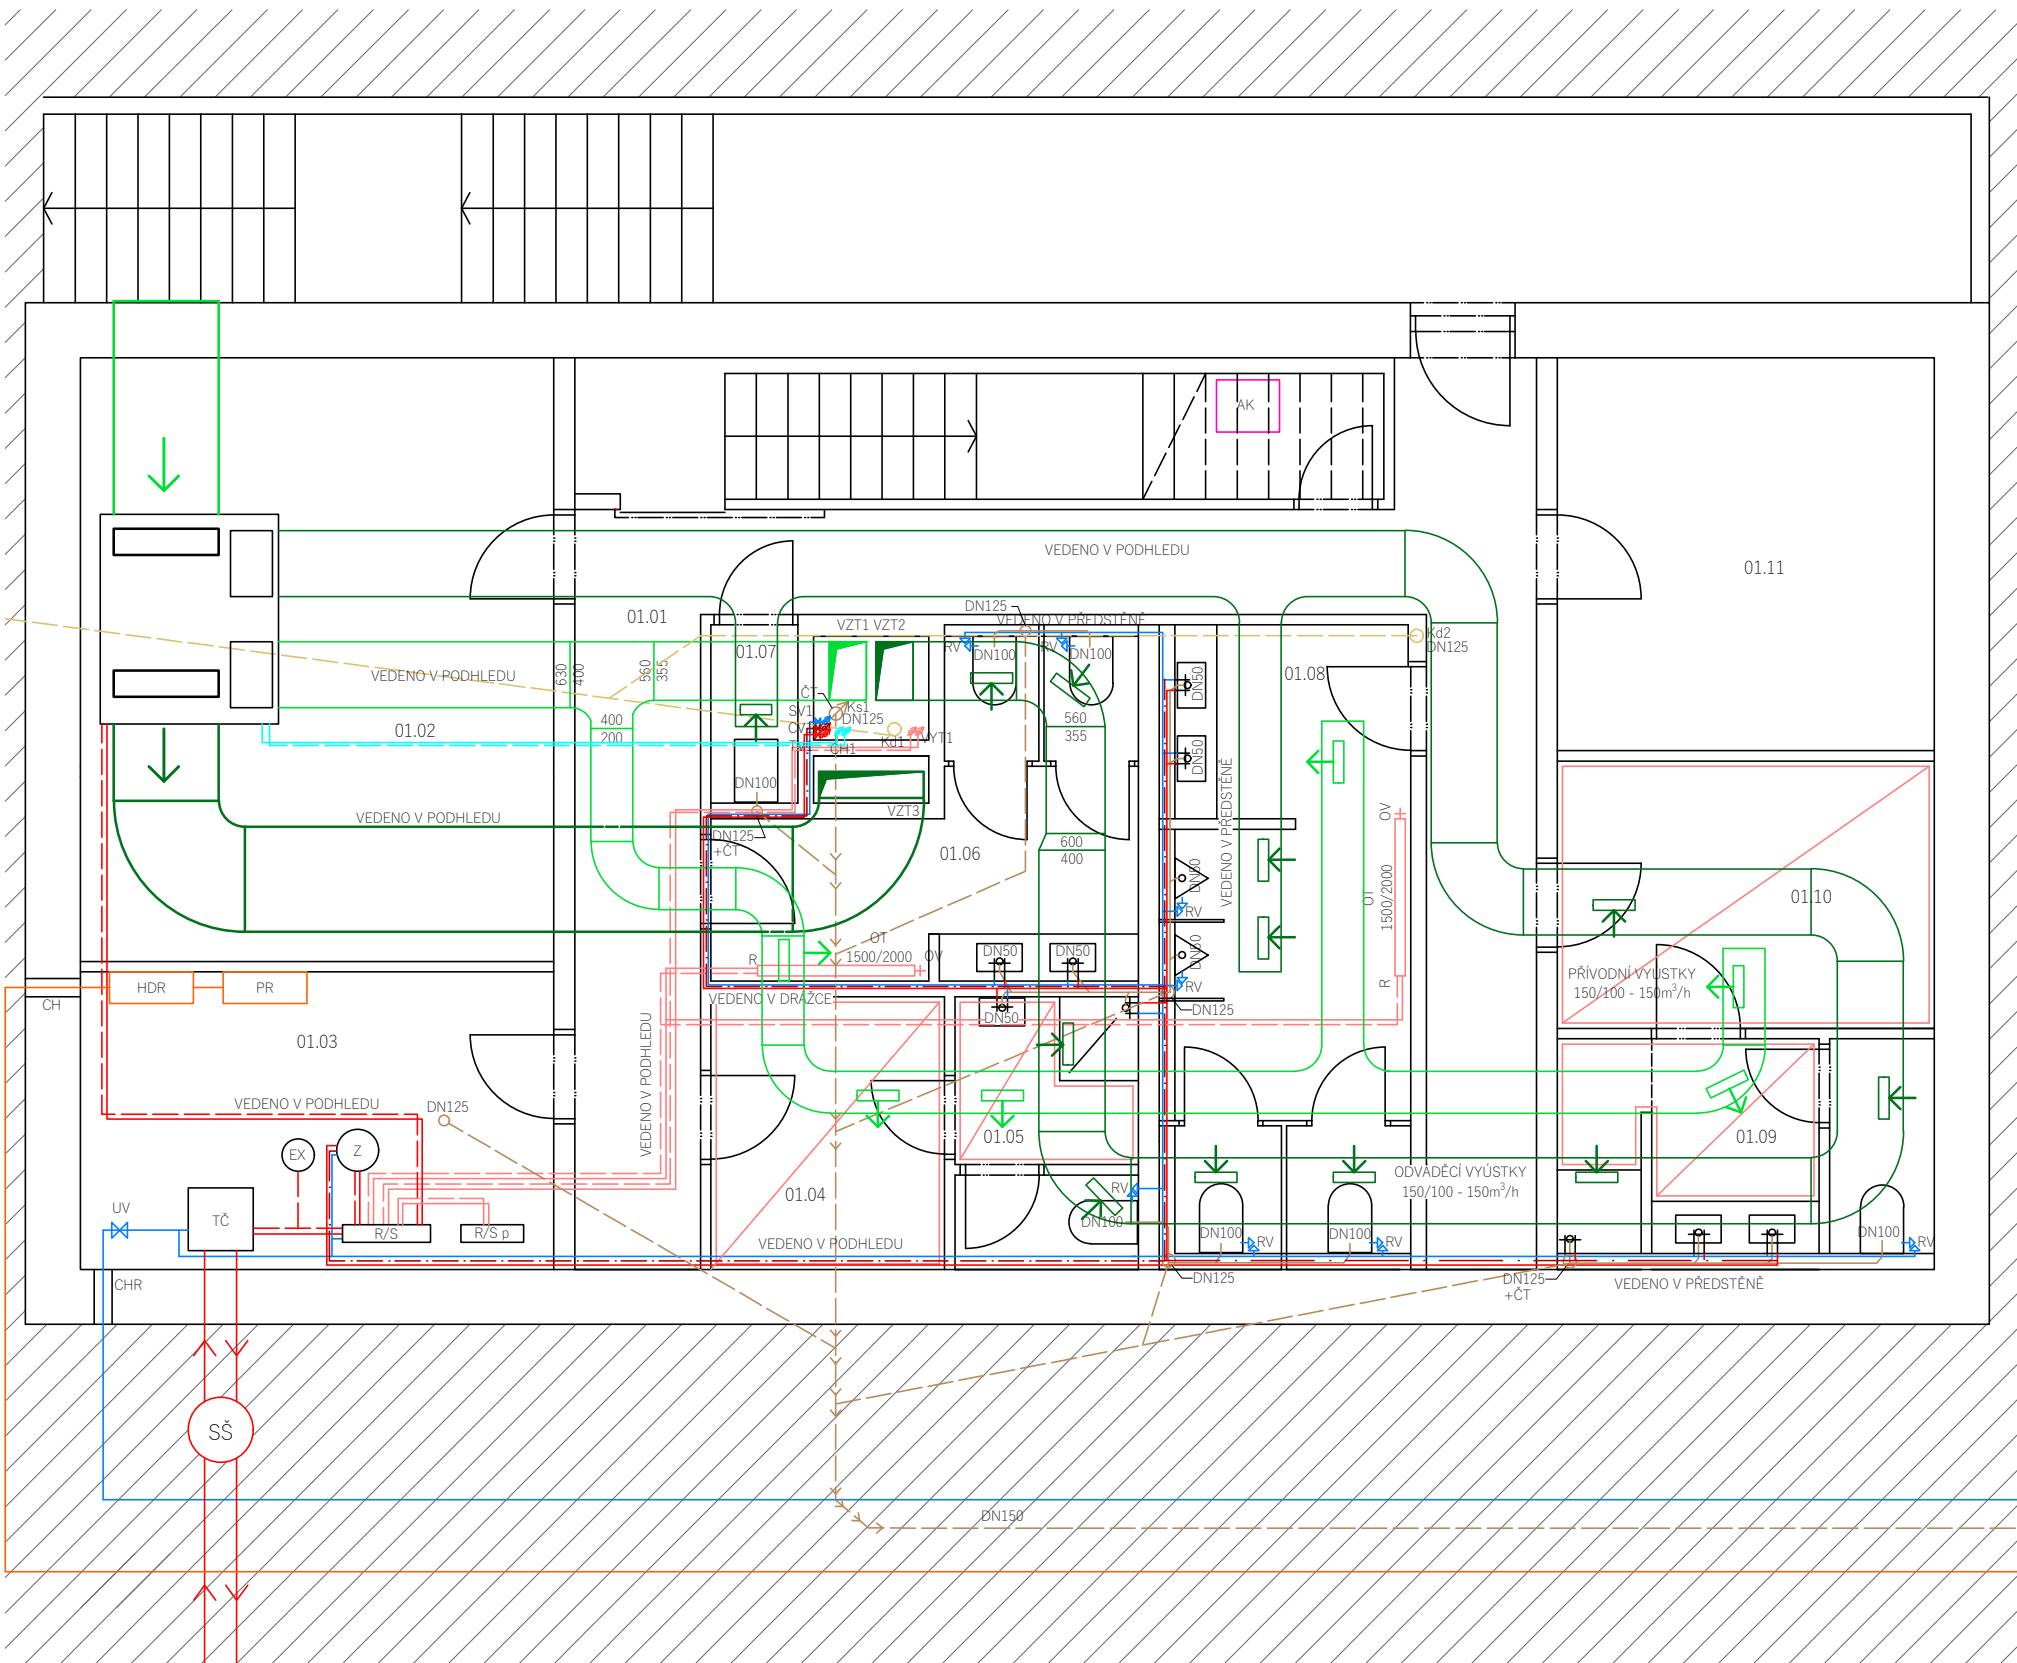 AK
VEDENO V PODHLEDU
01.11
DN125
01.01
VEDENO V PŘEDSTĚNĚ
VZT1 VZT2
Kd2
DN125
01.07
RV
DN100
RV
DN100
01.08
630
400
560
355
VEDENO V PODHLEDU
DN50
ČT
SV1
Ks1
DN125
400
200
560
355
01.02
Kd1
VYT1
CH1
DN50
DN100
VEDENO V PODHLEDU
VZT3
OV
DN125
+ČT
600
400
01.06
VEDENO V PŘEDSTĚNĚ
DN50
OT
1500/2000
01.10
RV
OT
1500/2000
R
OV
DN50
DN50
DN50
R
PŘÍVODNÍ VYÚSTKY
150/100 - 150m³/h
HDR
PR
CH
VEDENO V DRÁŽCE
RV
DN125
DN50
01.03
VEDENO V PODHLEDU
VEDENO V PODHLEDU
DN125
01.05
01.09
EX
Z
01.04
RV
ODVÁDĚCÍ VYÚSTKY
150/100 - 150m³/h
UV
TČ
R/S
R/S p
DN100
VEDENO V PODHLEDU
DN100
RV
DN100
RV
DN100
RV
CHR
DN125
DN125
+ČT
VEDENO V PŘEDSTĚNĚ
SŠ
DN150